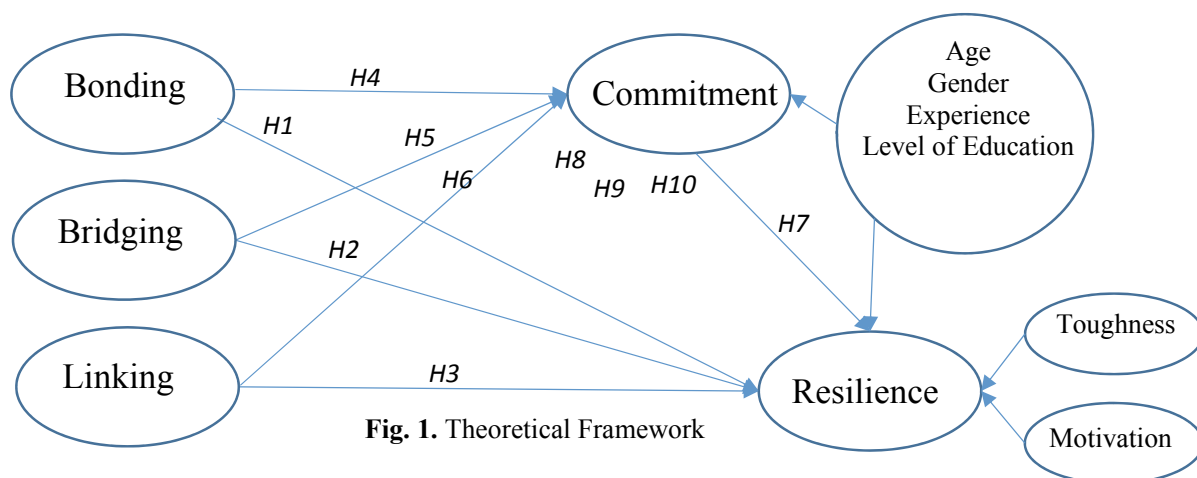 Bonding
Bridging
Linking
H4
H1
H5
H6
H2
H3
Commitment
H8
H9
H10
H7
Age
Gender
Experience
Level of Education
Resilience
Toughness
Motivation
Fig. 1. Theoretical Framework